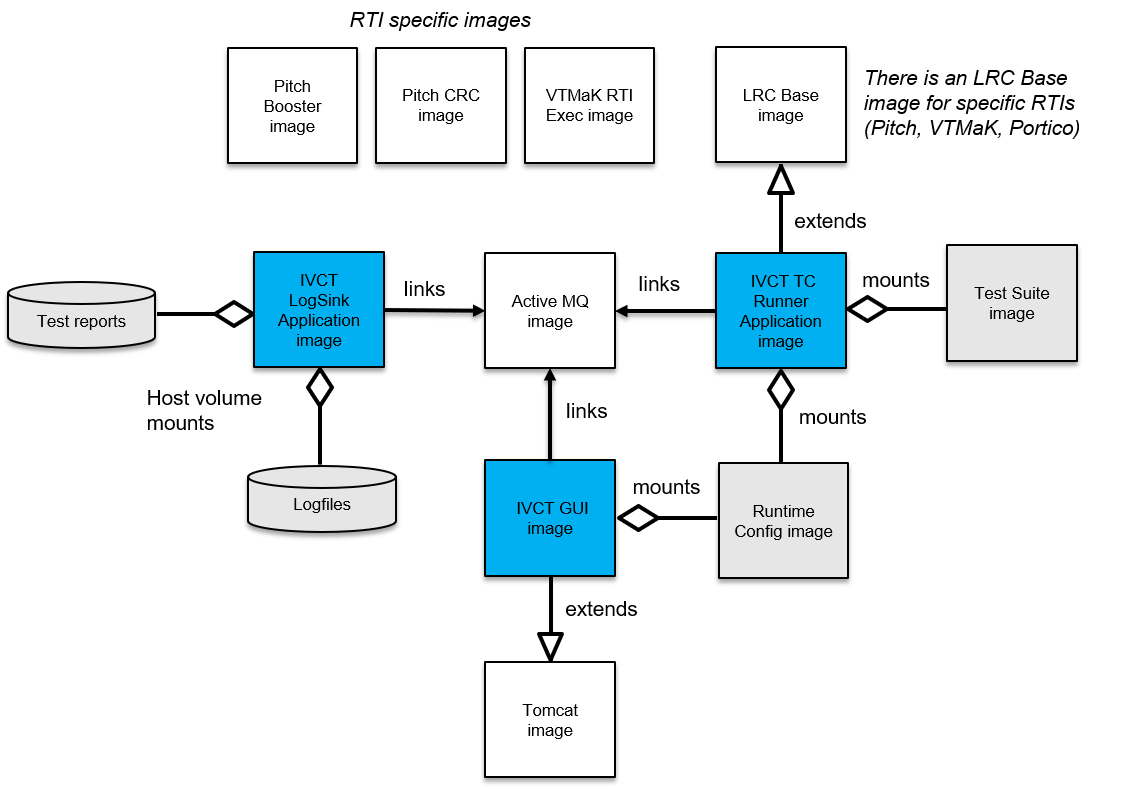 RTI specific images
Pitch
Booster
image
Pitch CRC
image
VTMaK RTI
Exec image
LRC Base
image
There is an LRC Base
image for specific RTIs
(Pitch, VTMaK, Portico)
extends
Test reports
IVCT
LogSink
Application
image
links
Active MQ
image
links
IVCT TC
Runner
Application
image
mounts
Test Suite
image
Host volume
mounts
links
mounts
Logfiles
IVCT GUI
image
mounts
Runtime
Config image
extends
Tomcat
image